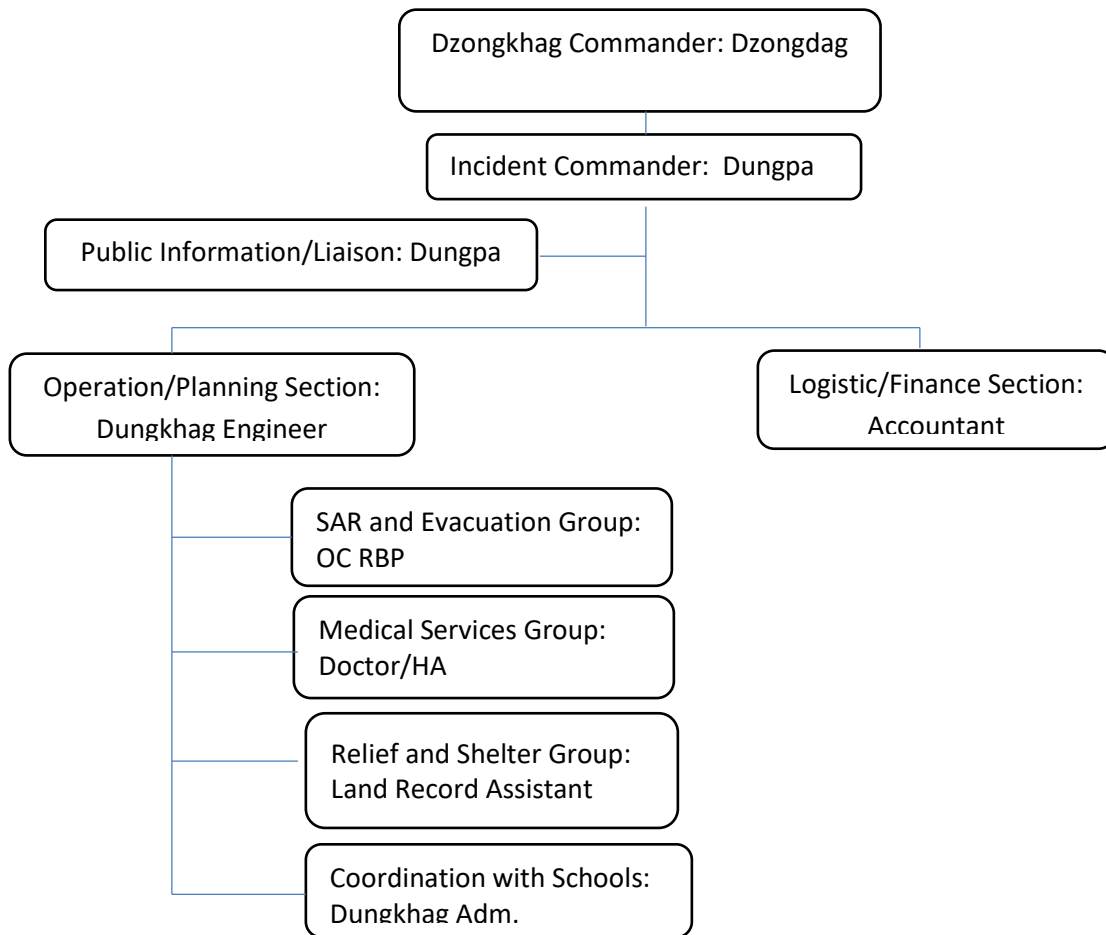 Dzongkhag Commander: Dzongdag
Incident Commander: Dungpa
Public Information/Liaison: Dungpa
Operation/Planning Section:
Dungkhag Engineer
Logistic/Finance Section:
Accountant
SAR and Evacuation Group:
OC RBP
Medical Services Group:
Doctor/HA
Relief and Shelter Group:
Land Record Assistant
Coordination with Schools:
Dungkhag Adm.